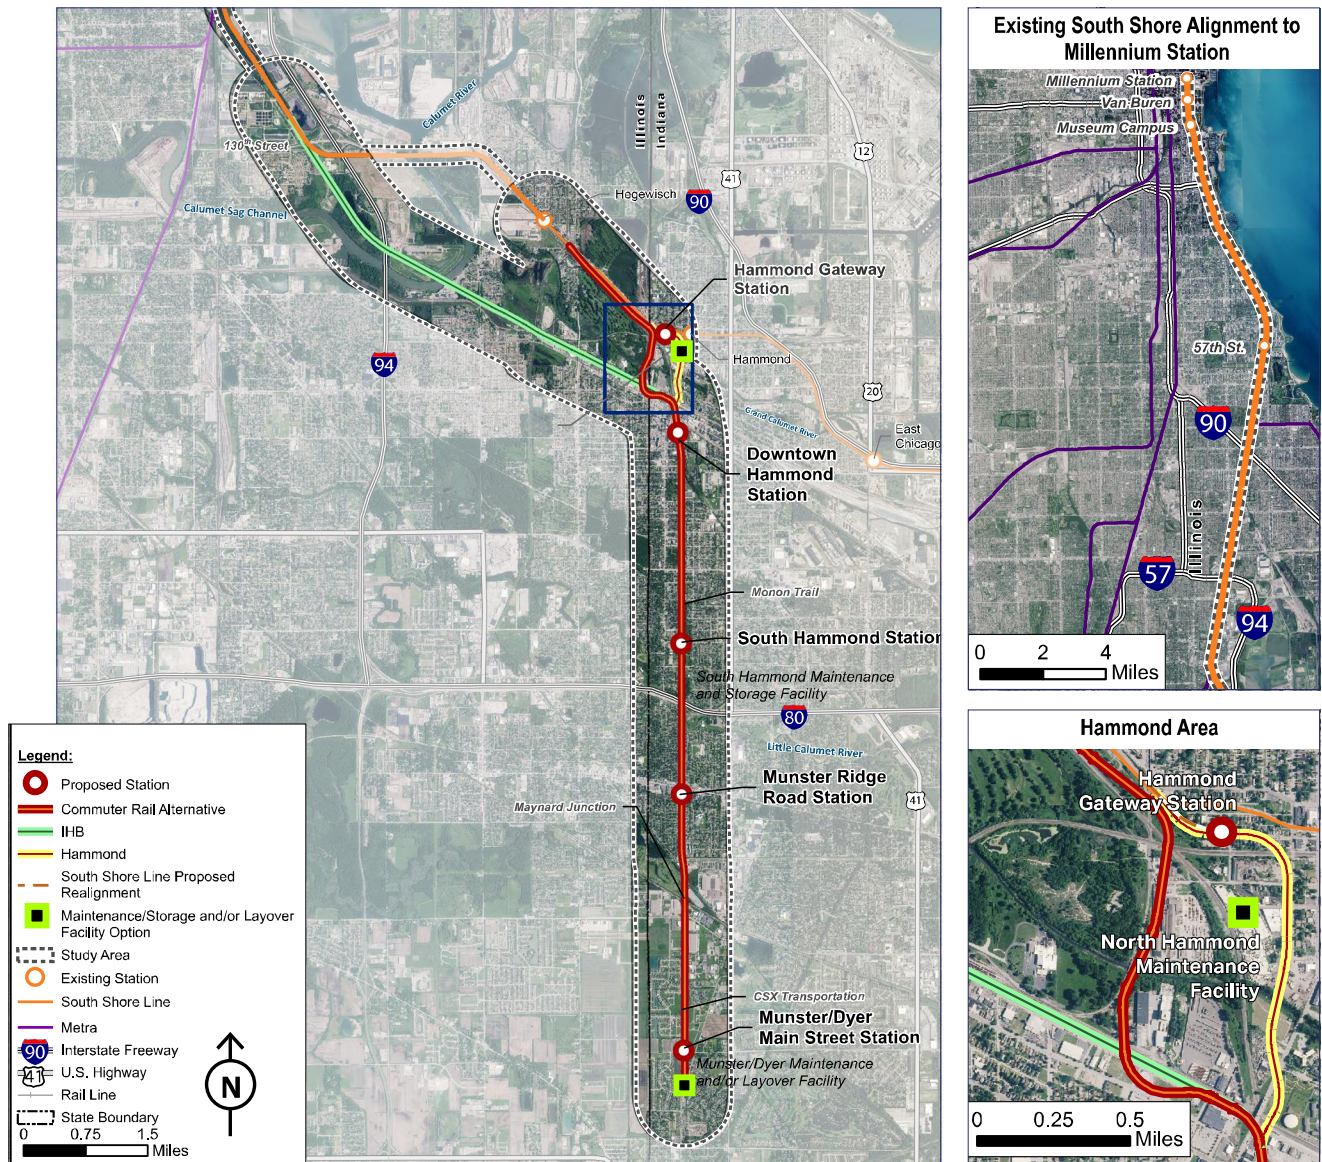 Calumet River
Illinois
Indiana
130th Street
Calumet Sag Channel
12
41
90
Hegewisch
Hammond Gateway
Station
94
Hammond
20
Grand Calumet River
East
Chicago
Downtown
Hammond
Station
Monon Trail
South Hammond Station
South Hammond Maintenance
and Storage Facility
80
Little Calumet River
Munster Ridge
Road Station
41
Maynard Junction
CSX Transportation
Munster/Dyer
Main Street Station
Munster/Dyer Maintenance
and/or Layover Facility
Legend:
Proposed Station
Commuter Rail Alternative
IHB
Hammond
South Shore Line Proposed
Realignment
Maintenance/Storage and/or Layover
Facility Option
Study Area
Existing Station
South Shore Line
Metra
90 Interstate Freeway
41 U.S. Highway
Rail Line
State Boundary
0 0.75 1.5
Miles
N
Existing South Shore Alignment to
Millennium Station
Millennium Station
Van Buren
Museum Campus
57th St.
90
Illinois
57
94
0 2 4
Miles
Hammond Area
Hammond
Gateway Station
North Hammond
Maintenance
Facility
0 0.25 0.5
Miles